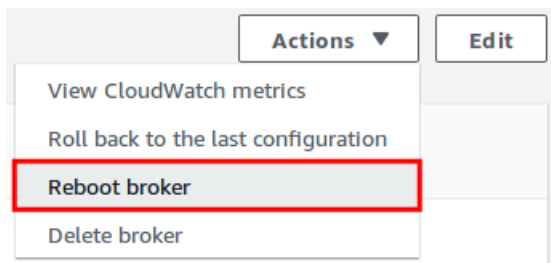 Actions ▼ Edit
View CloudWatch metrics
Roll back to the last configuration
Reboot broker
Delete broker